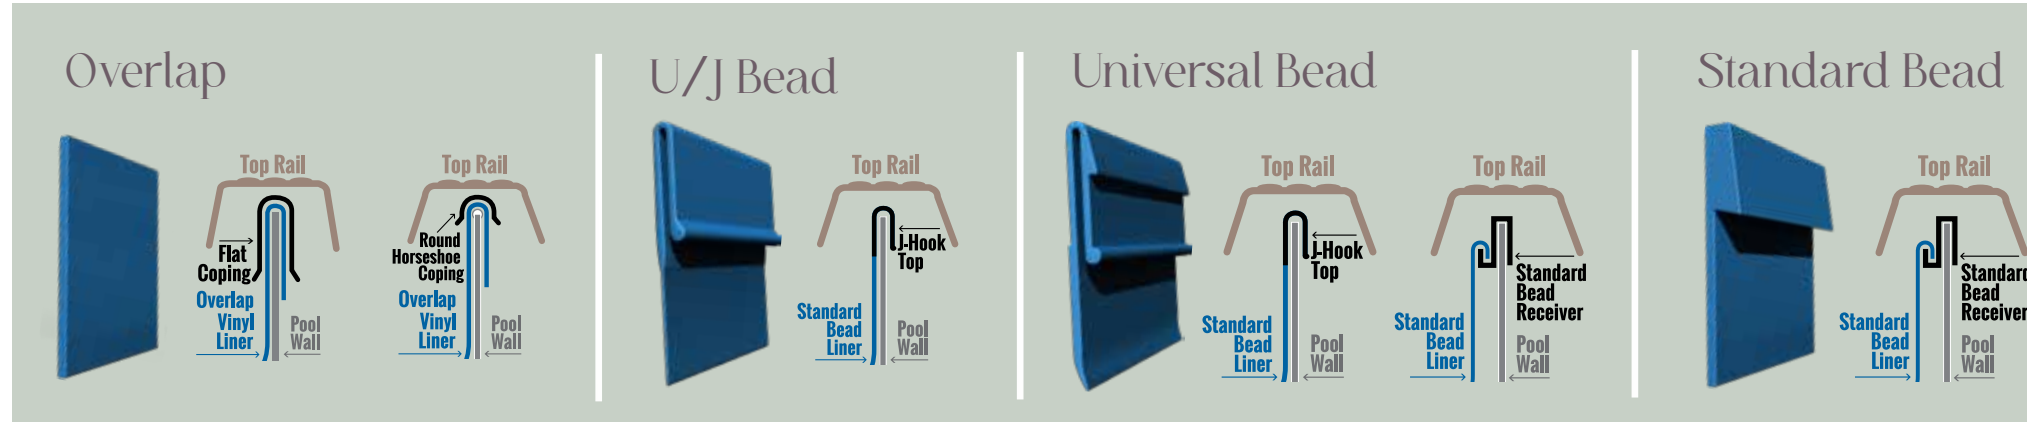 Overlap
Top Rail
Flat
Coping
Overlap
Vinyl
Liner
Pool
Wall
Top Rail
Round
Horseshoe
Coping
Overlap
Vinyl
Liner
Pool
Wall
U/J Bead
Top Rail
J-Hook
Top
Standard
Bead
Liner
Pool
Wall
Universal Bead
Top Rail
J-Hook
Top
Standard
Bead
Liner
Pool
Wall
Top Rail
Standard
Bead
Receiver
Standard
Bead
Liner
Pool
Wall
Standard Bead
Top Rail
Standard
Bead
Receiver
Standard
Bead
Liner
Pool
Wall